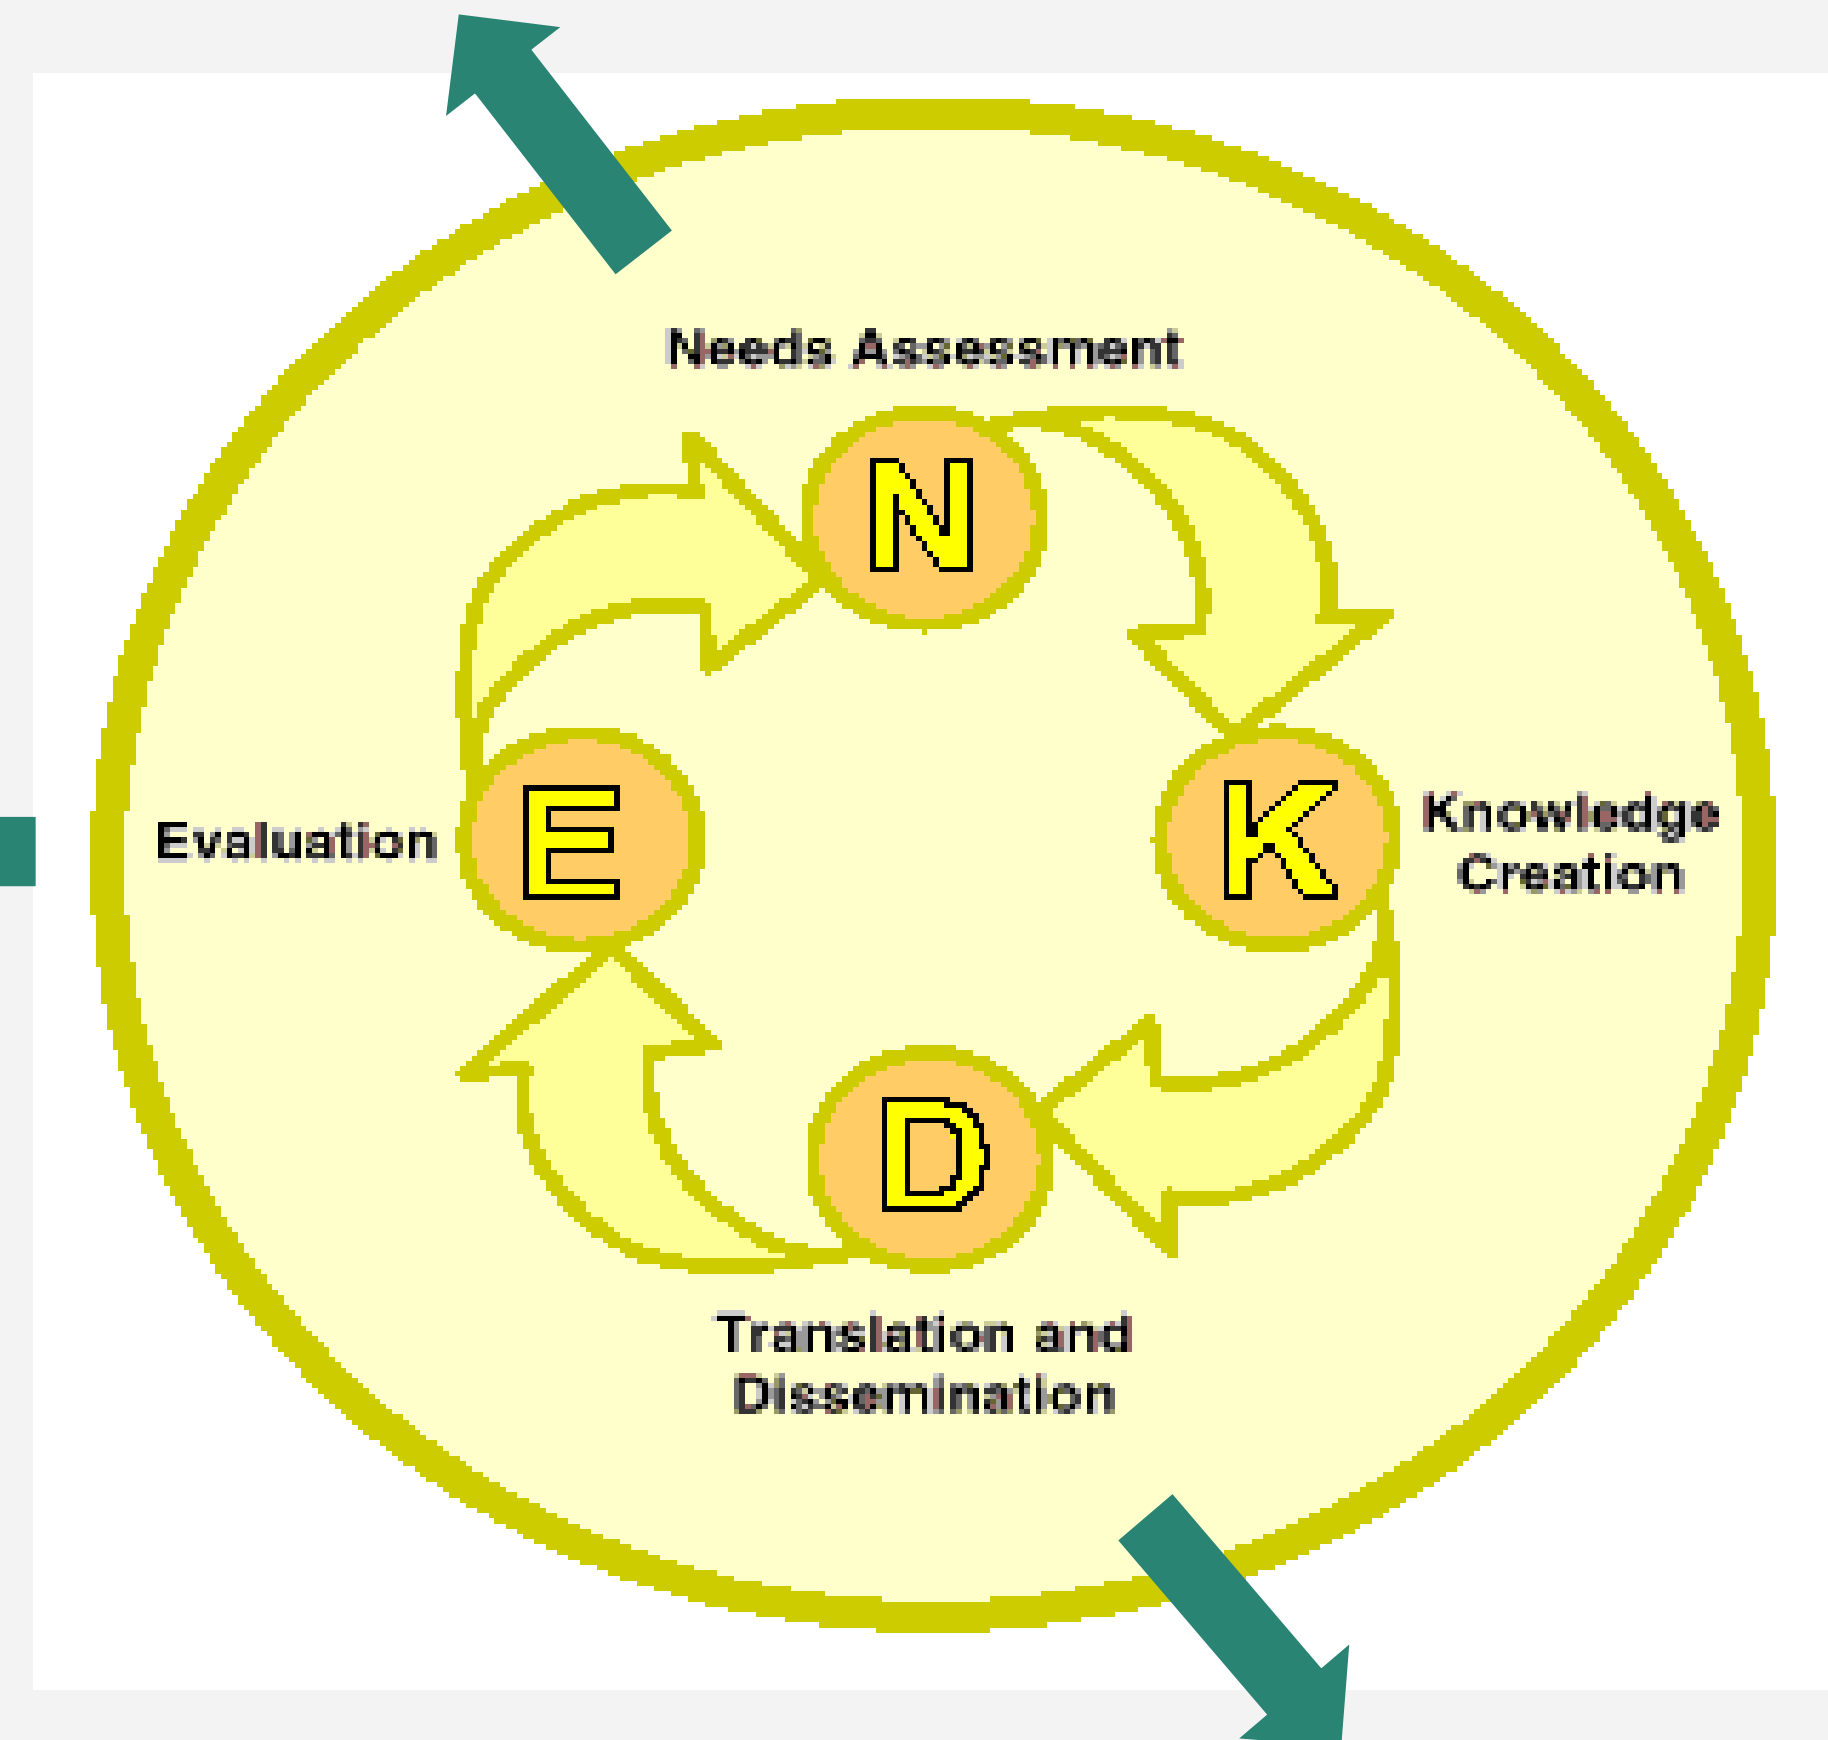 Needs Assessment
N
E
K
Evaluation
Knowledge
Creation
D
Translation and
Dissemination